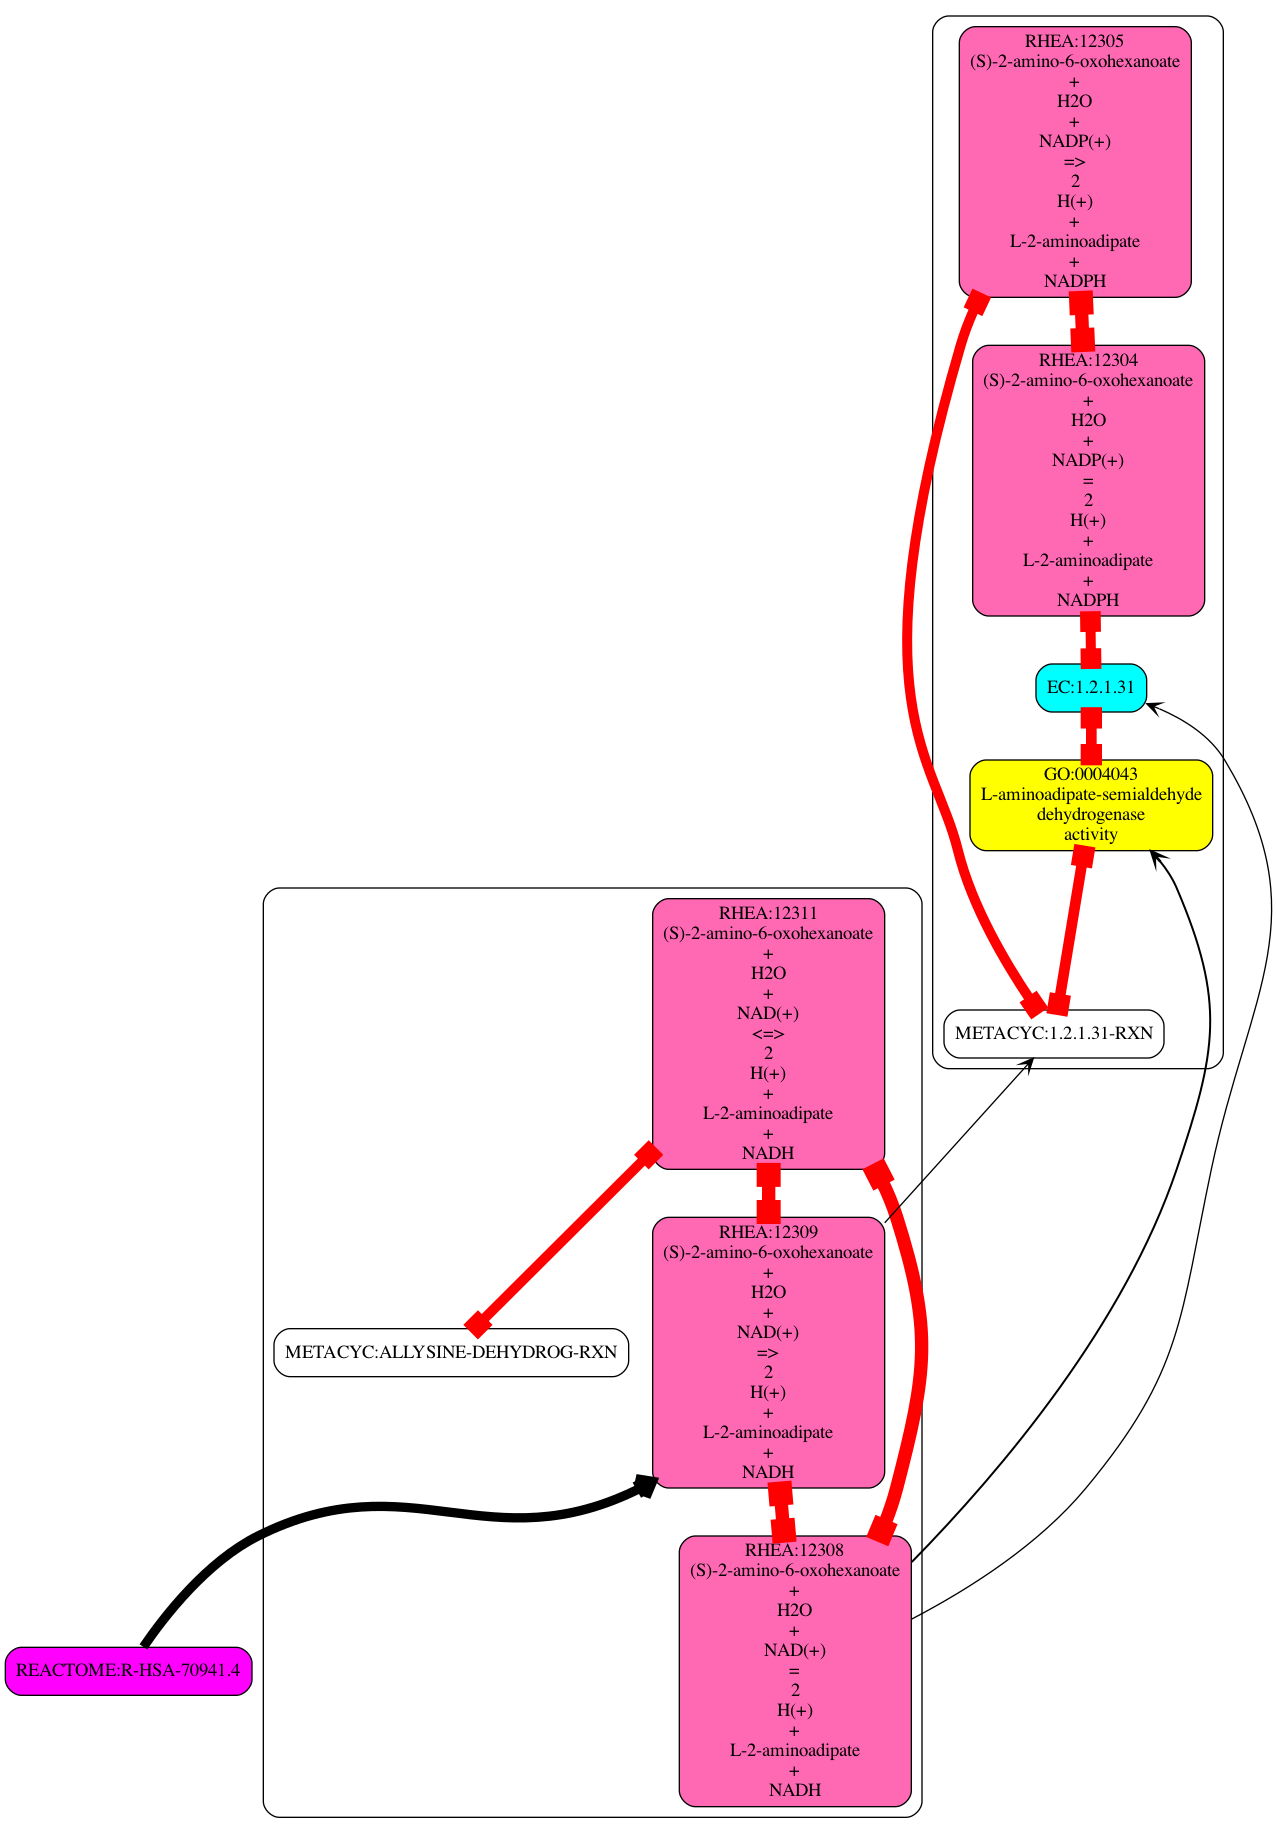 RHEA:12305
(S)-2-amino-6-oxohexanoate
+
H2O
+
NADP(+)
=>
2
H(+)
+
L-2-aminoadipate
+
NADPH
RHEA:12304
(S)-2-amino-6-oxohexanoate
+
H2O
+
NADP(+)
=
2
H(+)
+
L-2-aminoadipate
+
NADPH
EC:1.2.1.31
GO:0004043
L-aminoadipate-semialdehyde
dehydrogenase
activity
METACYC:1.2.1.31-RXN
RHEA:12311
(S)-2-amino-6-oxohexanoate
+
H2O
+
NAD(+)
<=>
2
H(+)
+
L-2-aminoadipate
+
NADH
RHEA:12309
(S)-2-amino-6-oxohexanoate
+
H2O
+
NAD(+)
=>
2
H(+)
+
L-2-aminoadipate
+
NADH
METACYC:ALLYSINE-DEHYDROG-RXN
RHEA:12308
(S)-2-amino-6-oxohexanoate
+
H2O
+
NAD(+)
=
2
H(+)
+
L-2-aminoadipate
+
NADH
REACTOME:R-HSA-70941.4